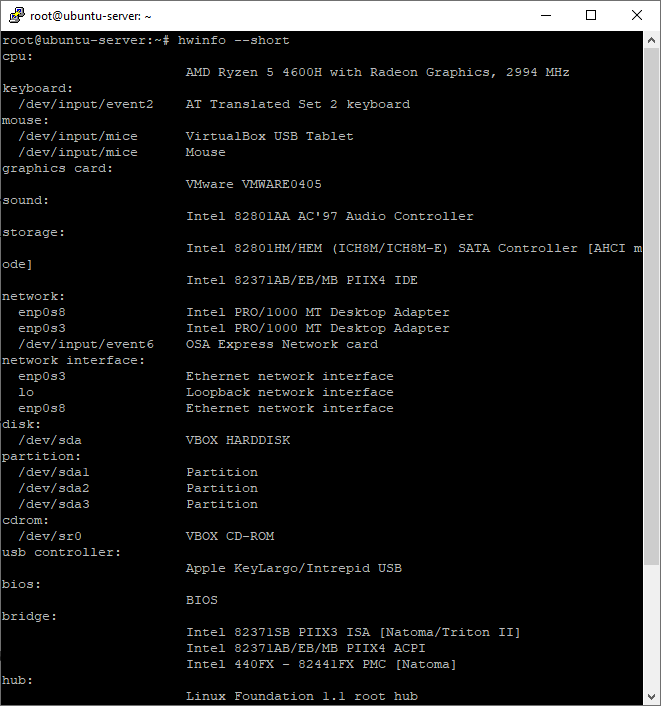 root@ubuntu-server: ~
root@ubuntu-server:~# hwinfo --short
cpu:
                       AMD Ryzen 5 4600H with Radeon Graphics, 2994 MHz
keyboard:
  /dev/input/event2    AT Translated Set 2 keyboard
mouse:
  /dev/input/mice      VirtualBox USB Tablet
  /dev/input/mice      Mouse
graphics card:
                       VMware VMWARE0405
sound:
                       Intel 82801AA AC'97 Audio Controller
storage:
                       Intel 82801HM/HEM (ICH8M/ICH8M-E) SATA Controller [AHCI m
ode]
                       Intel 82371AB/EB/MB PIIX4 IDE
network:
  enp0s8               Intel PRO/1000 MT Desktop Adapter
  enp0s3               Intel PRO/1000 MT Desktop Adapter
  /dev/input/event6    OSA Express Network card
network interface:
  enp0s3               Ethernet network interface
  lo                   Loopback network interface
  enp0s8               Ethernet network interface
disk:
  /dev/sda             VBOX HARDDISK
partition:
  /dev/sda1            Partition
  /dev/sda2            Partition
  /dev/sda3            Partition
cdrom:
  /dev/sr0             VBOX CD-ROM
usb controller:
                       Apple KeyLargo/Intrepid USB
bios:
                       BIOS
bridge:
                       Intel 82371SB PIIX3 ISA [Natoma/Triton II]
                       Intel 82371AB/EB/MB PIIX4 ACPI
                       Intel 440FX - 82441FX PMC [Natoma]
hub:
                       Linux Foundation 1.1 root hub